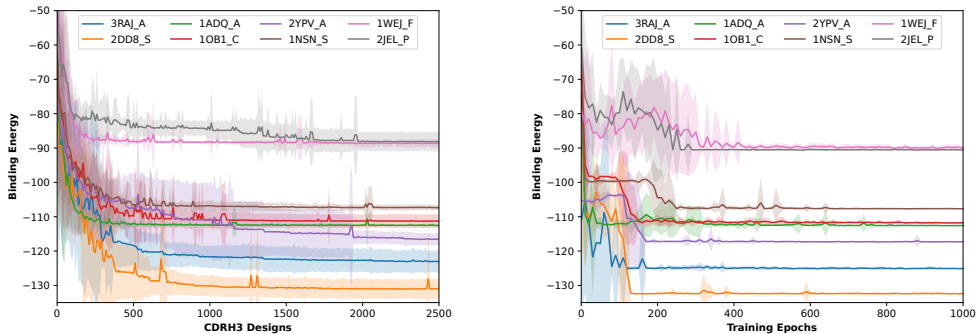 3RAJ_A 1ADQ_A 2YPV_A 1WEJ_F
2DD8_S 1OB1_C 1NSN_S 2JEL_P
−50
−60
−70
−80
−90
−100
−110
−120
−130
Binding Energy
0 500 1000 1500 2000 2500
CDRH3 Designs
3RAJ_A 1ADQ_A 2YPV_A 1WEJ_F
2DD8_S 1OB1_C 1NSN_S 2JEL_P
−50
−60
−70
−80
−90
−100
−110
−120
−130
Binding Energy
0 200 400 600 800 1000
Training Epochs